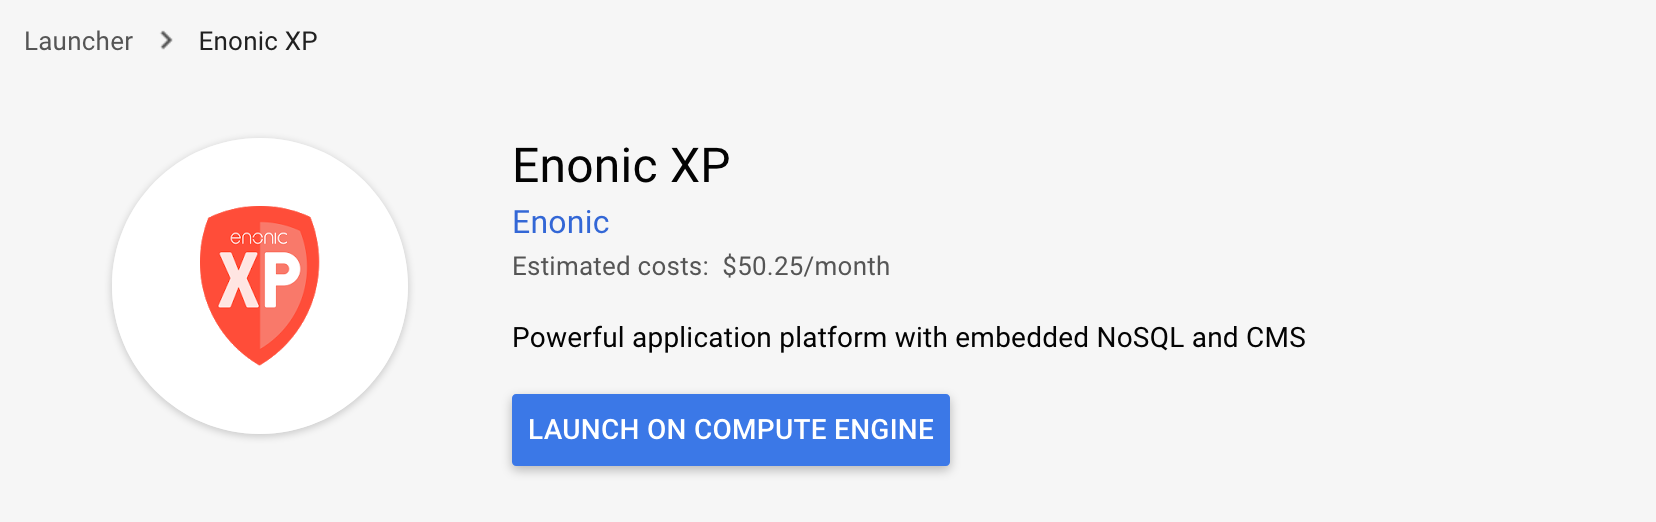 Launcher > Enonic XP
enonic
XP
Enonic XP
Enonic
Estimated costs: $50.25/month
Powerful application platform with embedded NoSQL and CMS
LAUNCH ON COMPUTE ENGINE